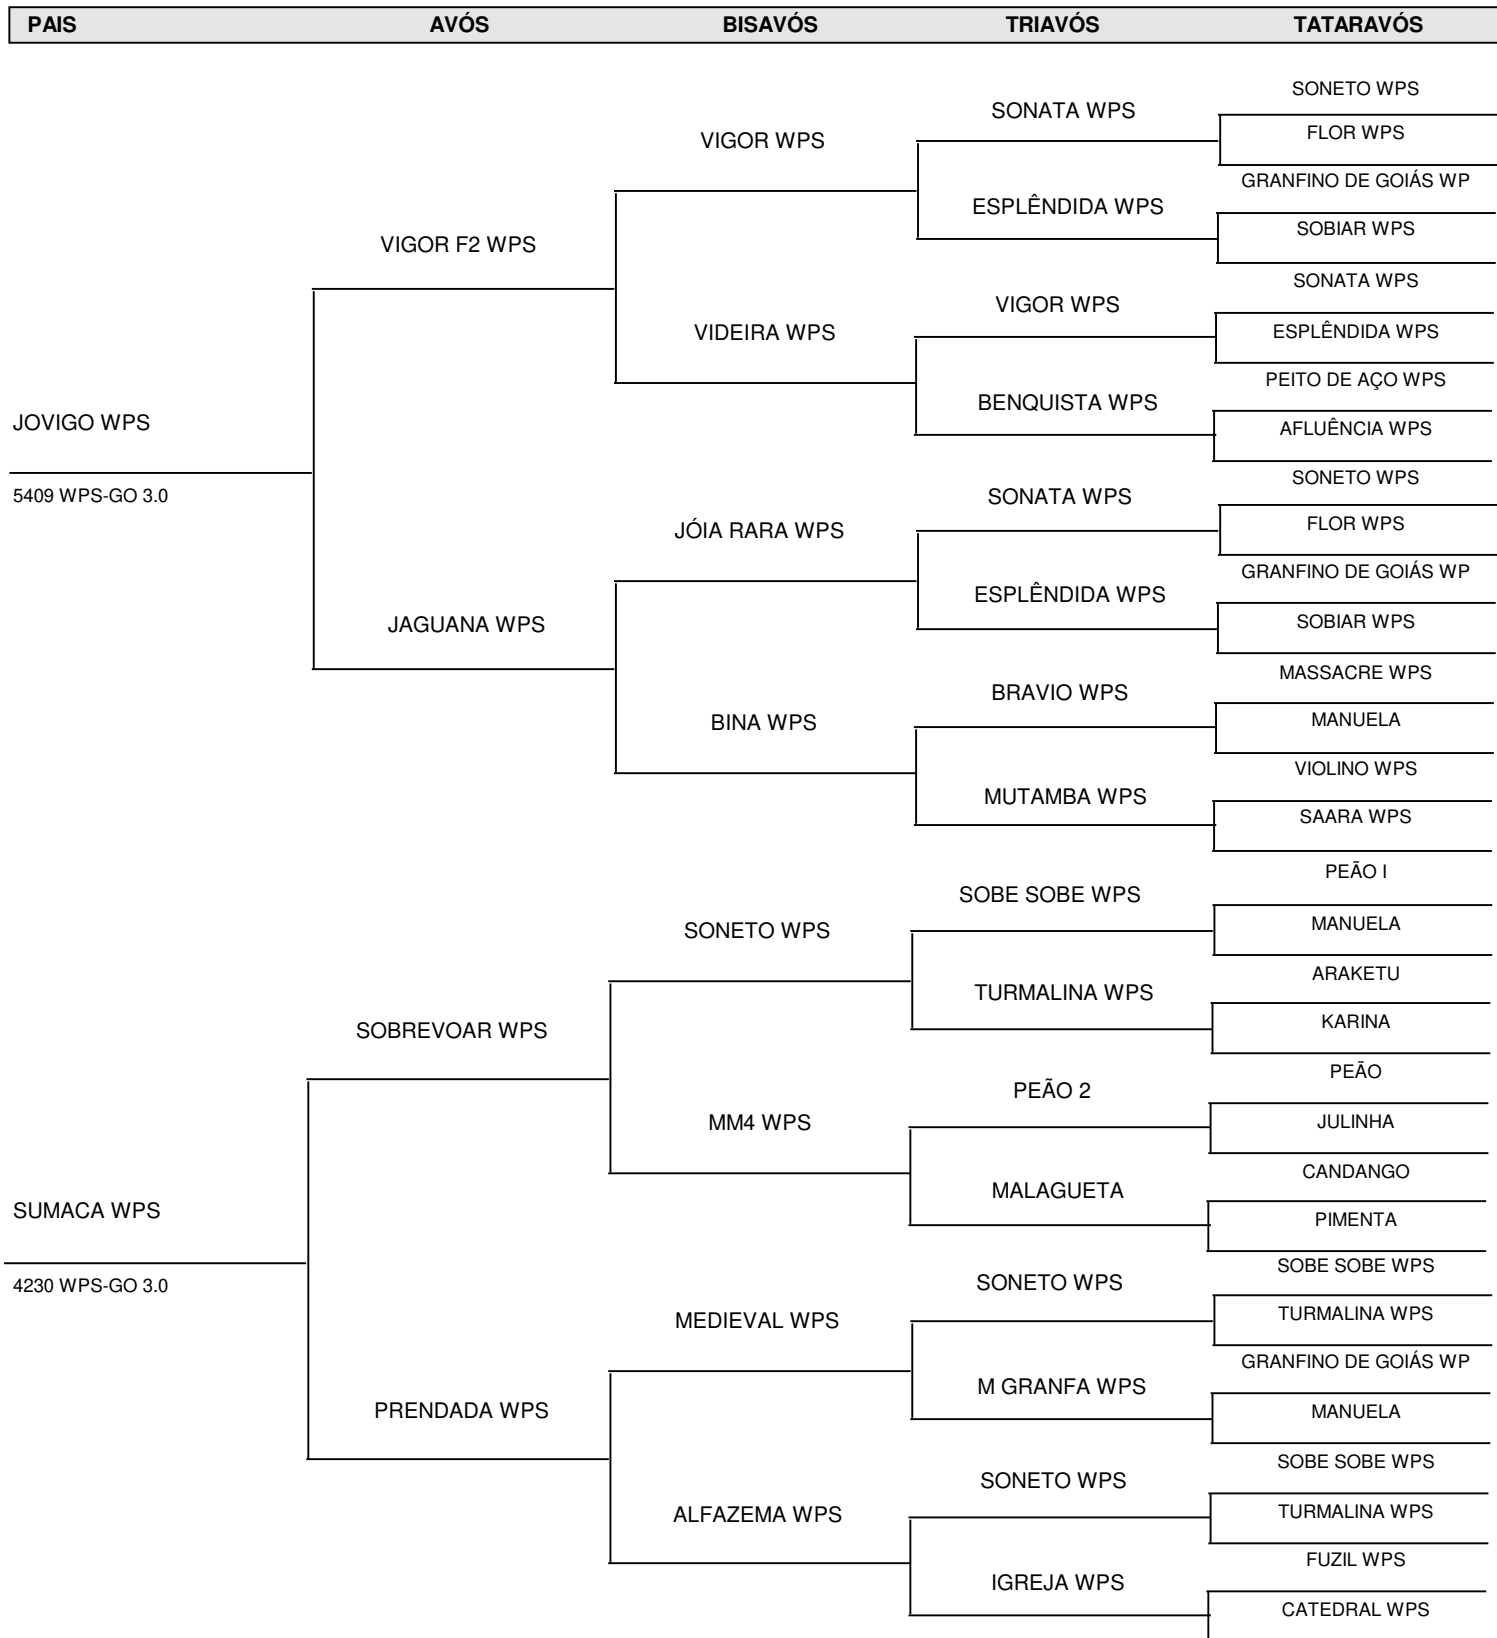 PAIS AVÓS BISAVÓS TRIAVÓS TATARAVÓS
SONETO WPS
SONATA WPS
FLOR WPS
VIGOR WPS
GRANFINO DE GOIÁS WP
ESPLÊNDIDA WPS
SOBIAR WPS
VIGOR F2 WPS
SONATA WPS
VIGOR WPS
VIDEIRA WPS
ESPLÊNDIDA WPS
PEITO DE AÇO WPS
BENQUISTA WPS
JOVIGO WPS
AFLUÊNCIA WPS
SONETO WPS
5409 WPS-GO 3.0
SONATA WPS
FLOR WPS
JÓIA RARA WPS
GRANFINO DE GOIÁS WP
ESPLÊNDIDA WPS
SOBIAR WPS
JAGUANA WPS
MASSACRE WPS
BRAVIO WPS
MANUELA
BINA WPS
VIOLINO WPS
MUTAMBA WPS
SAARA WPS
PEÃO I
SOBE SOBE WPS
MANUELA
SONETO WPS
ARAKETU
TURMALINA WPS
KARINA
SOBREVOAR WPS
PEÃO
PEÃO 2
JULINHA
MM4 WPS
CANDANGO
MALAGUETA
SUMACA WPS
PIMENTA
SOBE SOBE WPS
4230 WPS-GO 3.0
SONETO WPS
TURMALINA WPS
MEDIEVAL WPS
GRANFINO DE GOIÁS WP
M GRANFA WPS
PRENDADA WPS
MANUELA
SOBE SOBE WPS
SONETO WPS
TURMALINA WPS
ALFAZEMA WPS
FUZIL WPS
IGREJA WPS
CATEDRAL WPS